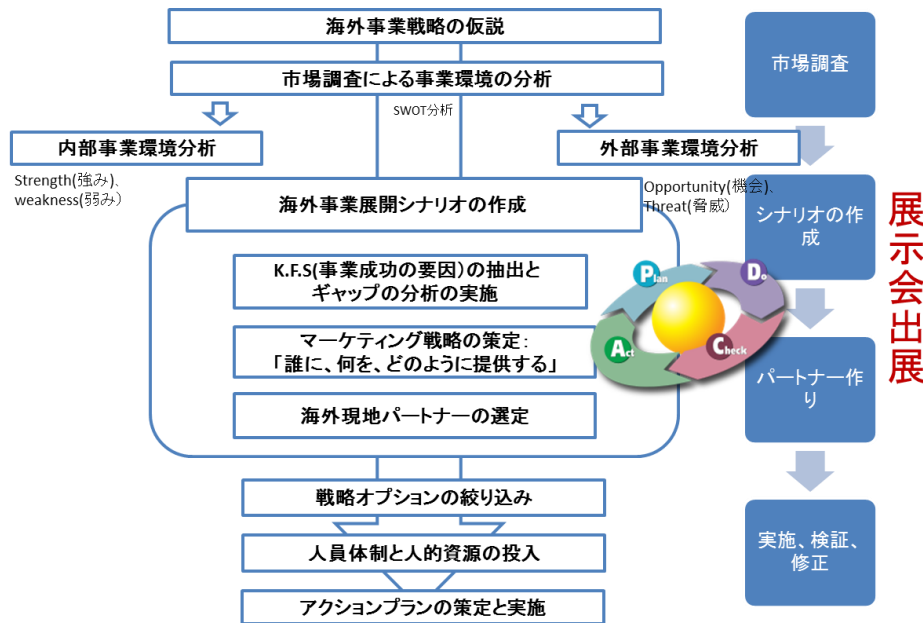 海外事業戦略の仮説
市場調査による事業環境の分析
SWOT分析
内部事業環境分析
外部事業環境分析
Strength(強み)、
weakness(弱み)
Opportunity(機会)、
Threat(脅威)
海外事業展開シナリオの作成
K.F.S(事業成功の要因)の抽出と
ギャップの分析の実施
マーケティング戦略の策定:
「誰に、何を、どのように提供する」
海外現地パートナーの選定
戦略オプションの絞り込み
人員体制と人的資源の投入
アクションプランの策定と実施
Plan
Do
Check
Act
市場調査
シナリオの作
成
パートナー作
り
実施、検証、
修正
展示会出展